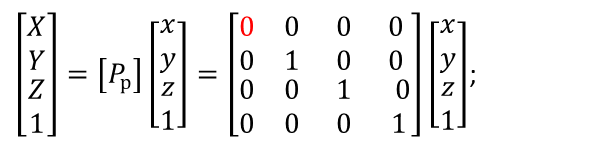 [X Y Z 1] = [P_p] [x y z 1] = [0 0 0 0
0 1 0 0
0 0 1 0
0 0 0 1] [x y z 1];